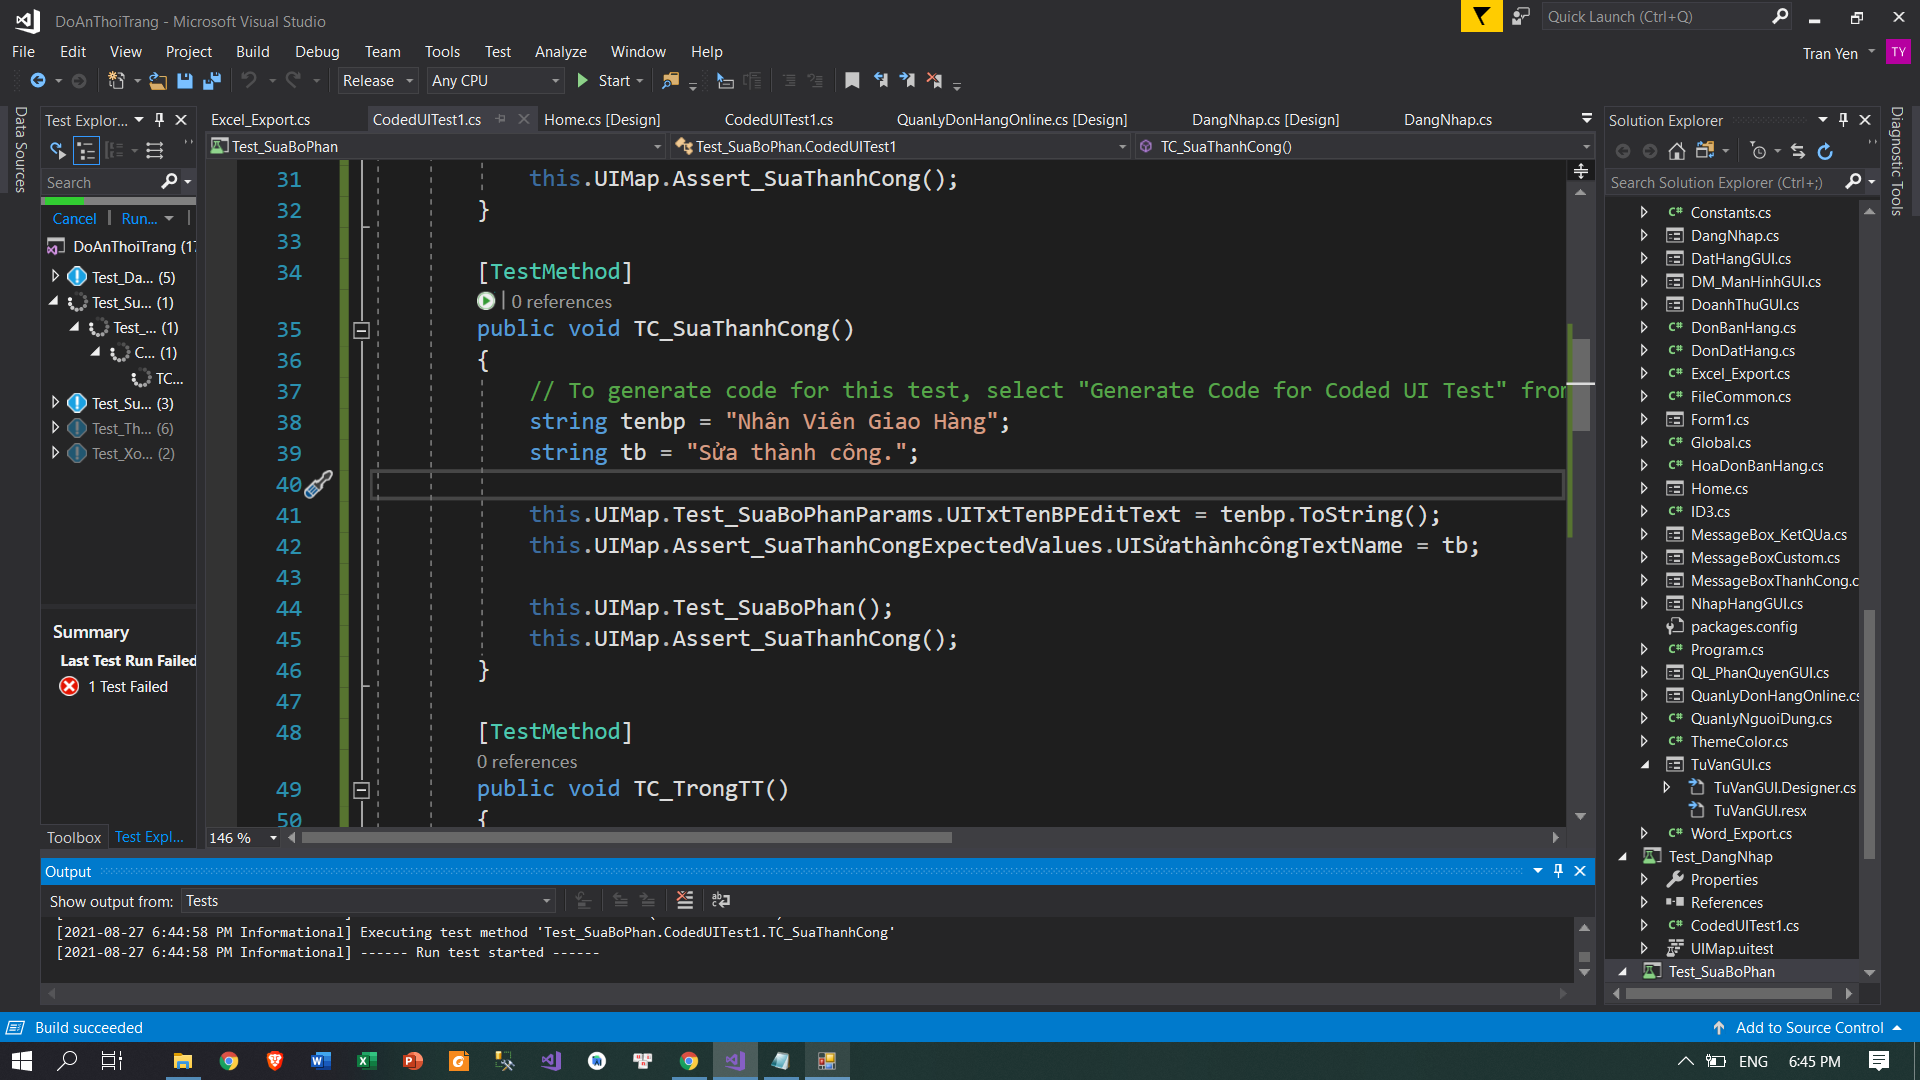 DoAnThoiTrang - Microsoft Visual Studio
Quick Launch (Ctrl+Q)
File Edit View Project Build Debug Team Tools Test Analyze Window Help
Tran Yen TY
Release Any CPU Start
Data Sources
Test Explor...
Search
Cancel Run...
DoAnThoiTrang (17
Test_Da... (5)
Test_Su... (1)
Test_... (1)
C... (1)
TC...
Test_Su... (3)
Test_Th... (6)
Test_Xo... (2)
Summary
Last Test Run Failed
1 Test Failed
Toolbox Test Expl...
Excel_Export.cs CodedUITest1.cs Home.cs [Design] CodedUITest1.cs QuanLyDonHangOnline.cs [Design] DangNhap.cs [Design] DangNhap.cs
Test_SuaBoPhan Test_SuaBoPhan.CodedUITest1 TC_SuaThanhCong()
31 this.UIMap.Assert_SuaThanhCong();
32 }
33
34 [TestMethod]
0 references
35 public void TC_SuaThanhCong()
36 {
37 // To generate code for this test, select "Generate Code for Coded UI Test" from
38 string tenbp = "Nhân Viên Giao Hàng";
39 string tb = "Sửa thành công.";
40
41 this.UIMap.Test_SuaBoPhanParams.UITxtTenBPEditText = tenbp.ToString();
42 this.UIMap.Assert_SuaThanhCongExpectedValues.UISửathànhcôngTextName = tb;
43
44 this.UIMap.Test_SuaBoPhan();
45 this.UIMap.Assert_SuaThanhCong();
46 }
47
48 [TestMethod]
0 references
49 public void TC_TrongTT()
50 {
146 %
Output
Show output from: Tests
[2021-08-27 6:44:58 PM Informational] Executing test method 'Test_SuaBoPhan.CodedUITest1.TC_SuaThanhCong'
[2021-08-27 6:44:58 PM Informational] ------ Run test started ------
Solution Explorer
Search Solution Explorer (Ctrl+;)
Constants.cs
DangNhap.cs
DatHangGUI.cs
DM_ManHinhGUI.cs
DoanhThuGUI.cs
DonBanHang.cs
DonDatHang.cs
Excel_Export.cs
FileCommon.cs
Form1.cs
Global.cs
HoaDonBanHang.cs
Home.cs
ID3.cs
MessageBox_KetQUa.cs
MessageBoxCustom.cs
MessageBoxThanhCong.c
NhapHangGUI.cs
packages.config
Program.cs
QL_PhanQuyenGUI.cs
QuanLyDonHangOnline.cs
QuanLyNguoiDung.cs
ThemeColor.cs
TuVanGUI.cs
TuVanGUI.Designer.cs
TuVanGUI.resx
Word_Export.cs
Test_DangNhap
Properties
References
CodedUITest1.cs
UIMap.uitest
Test_SuaBoPhan
Diagnostic Tools
Build succeeded
Add to Source Control
ENG 6:45 PM